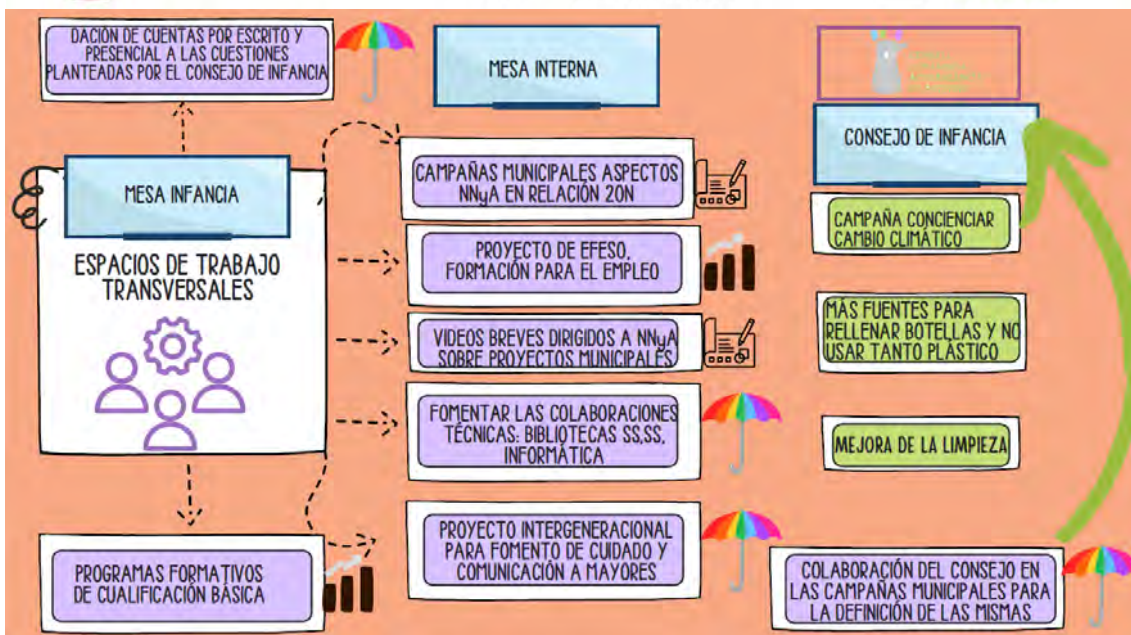 DACIÓN DE CUENTAS POR ESCRITO Y
PRESENCIAL A LAS CUESTIONES
PLANTEADAS POR EL CONSEJO DE INFANCIA
MESA INFANCIA
ESPACIOS DE TRABAJO
TRANSVERSALES
PROGRAMAS FORMATIVOS
DE CUALIFICACIÓN BÁSICA
MESA INTERNA
CAMPAÑAS MUNICIPALES ASPECTOS
NNyA EN RELACIÓN 20N
PROYECTO DE EFESO,
FORMACIÓN PARA EL EMPLEO
VIDEOS BREVES DIRIGIDOS A NNyA
SOBRE PROYECTOS MUNICIPALES
FOMENTAR LAS COLABORACIONES
TÉCNICAS: BIBLIOTECAS SS,SS,
INFORMÁTICA
PROYECTO INTERGENERACIONAL
PARA FOMENTO DE CUIDADO Y
COMUNICACIÓN A MAYORES
CONSEJO DE INFANCIA
CAMPAÑA CONCIENCIAR
CAMBIO CLIMÁTICO
MÁS FUENTES PARA
RELLENAR BOTELLAS Y NO
USAR TANTO PLÁSTICO
MEJORA DE LA LIMPIEZA
COLABORACIÓN DEL CONSEJO EN
LAS CAMPAÑAS MUNICIPALES PARA
LA DEFINICIÓN DE LAS MISMAS